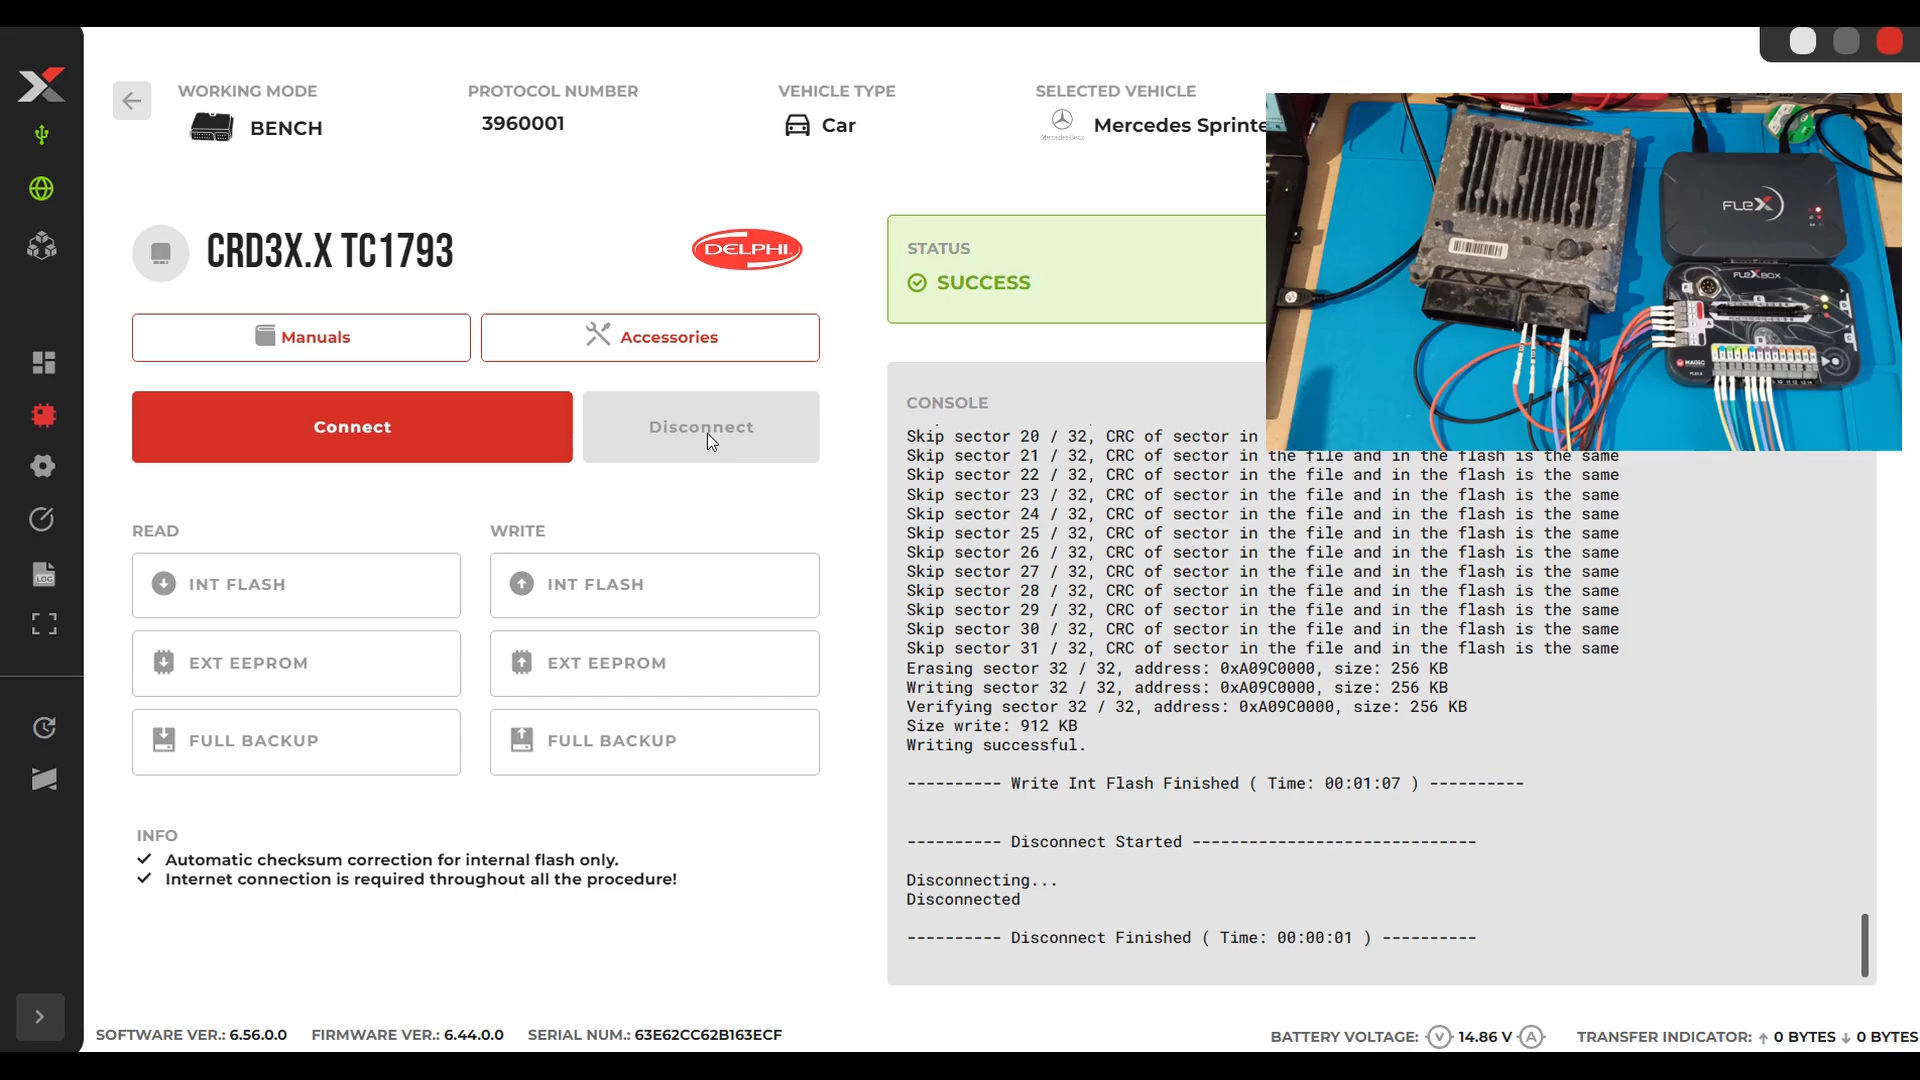 WORKING MODE
BENCH
PROTOCOL NUMBER
3960001
VEHICLE TYPE
Car
SELECTED VEHICLE
Mercedes Sprinte
CRD3X.X TC1793
DELPHI
Manuals
Accessories
Connect
Disconnect
READ
INT FLASH
EXT EEPROM
FULL BACKUP
WRITE
INT FLASH
EXT EEPROM
FULL BACKUP
INFO
Automatic checksum correction for internal flash only.
Internet connection is required throughout all the procedure!
STATUS
SUCCESS
FLEX
FLEXBOX
MAGIC
CONSOLE
Skip sector 20 / 32, CRC of sector in
Skip sector 21 / 32, CRC of sector in the file and in the flash is the same
Skip sector 22 / 32, CRC of sector in the file and in the flash is the same
Skip sector 23 / 32, CRC of sector in the file and in the flash is the same
Skip sector 24 / 32, CRC of sector in the file and in the flash is the same
Skip sector 25 / 32, CRC of sector in the file and in the flash is the same
Skip sector 26 / 32, CRC of sector in the file and in the flash is the same
Skip sector 27 / 32, CRC of sector in the file and in the flash is the same
Skip sector 28 / 32, CRC of sector in the file and in the flash is the same
Skip sector 29 / 32, CRC of sector in the file and in the flash is the same
Skip sector 30 / 32, CRC of sector in the file and in the flash is the same
Skip sector 31 / 32, CRC of sector in the file and in the flash is the same
Erasing sector 32 / 32, address: 0xA09C0000, size: 256 KB
Writing sector 32 / 32, address: 0xA09C0000, size: 256 KB
Verifying sector 32 / 32, address: 0xA09C0000, size: 256 KB
Size write: 912 KB
Writing successful.
---------- Write Int Flash Finished ( Time: 00:01:07 ) ----------
---------- Disconnect Started ------------------------------
Disconnecting...
Disconnected
---------- Disconnect Finished ( Time: 00:00:01 ) ----------
LOG
SOFTWARE VER.: 6.56.0.0
FIRMWARE VER.: 6.44.0.0
SERIAL NUM.: 63E62CC62B163ECF
BATTERY VOLTAGE: V 14.86 V A
TRANSFER INDICATOR: 0 BYTES 0 BYTES